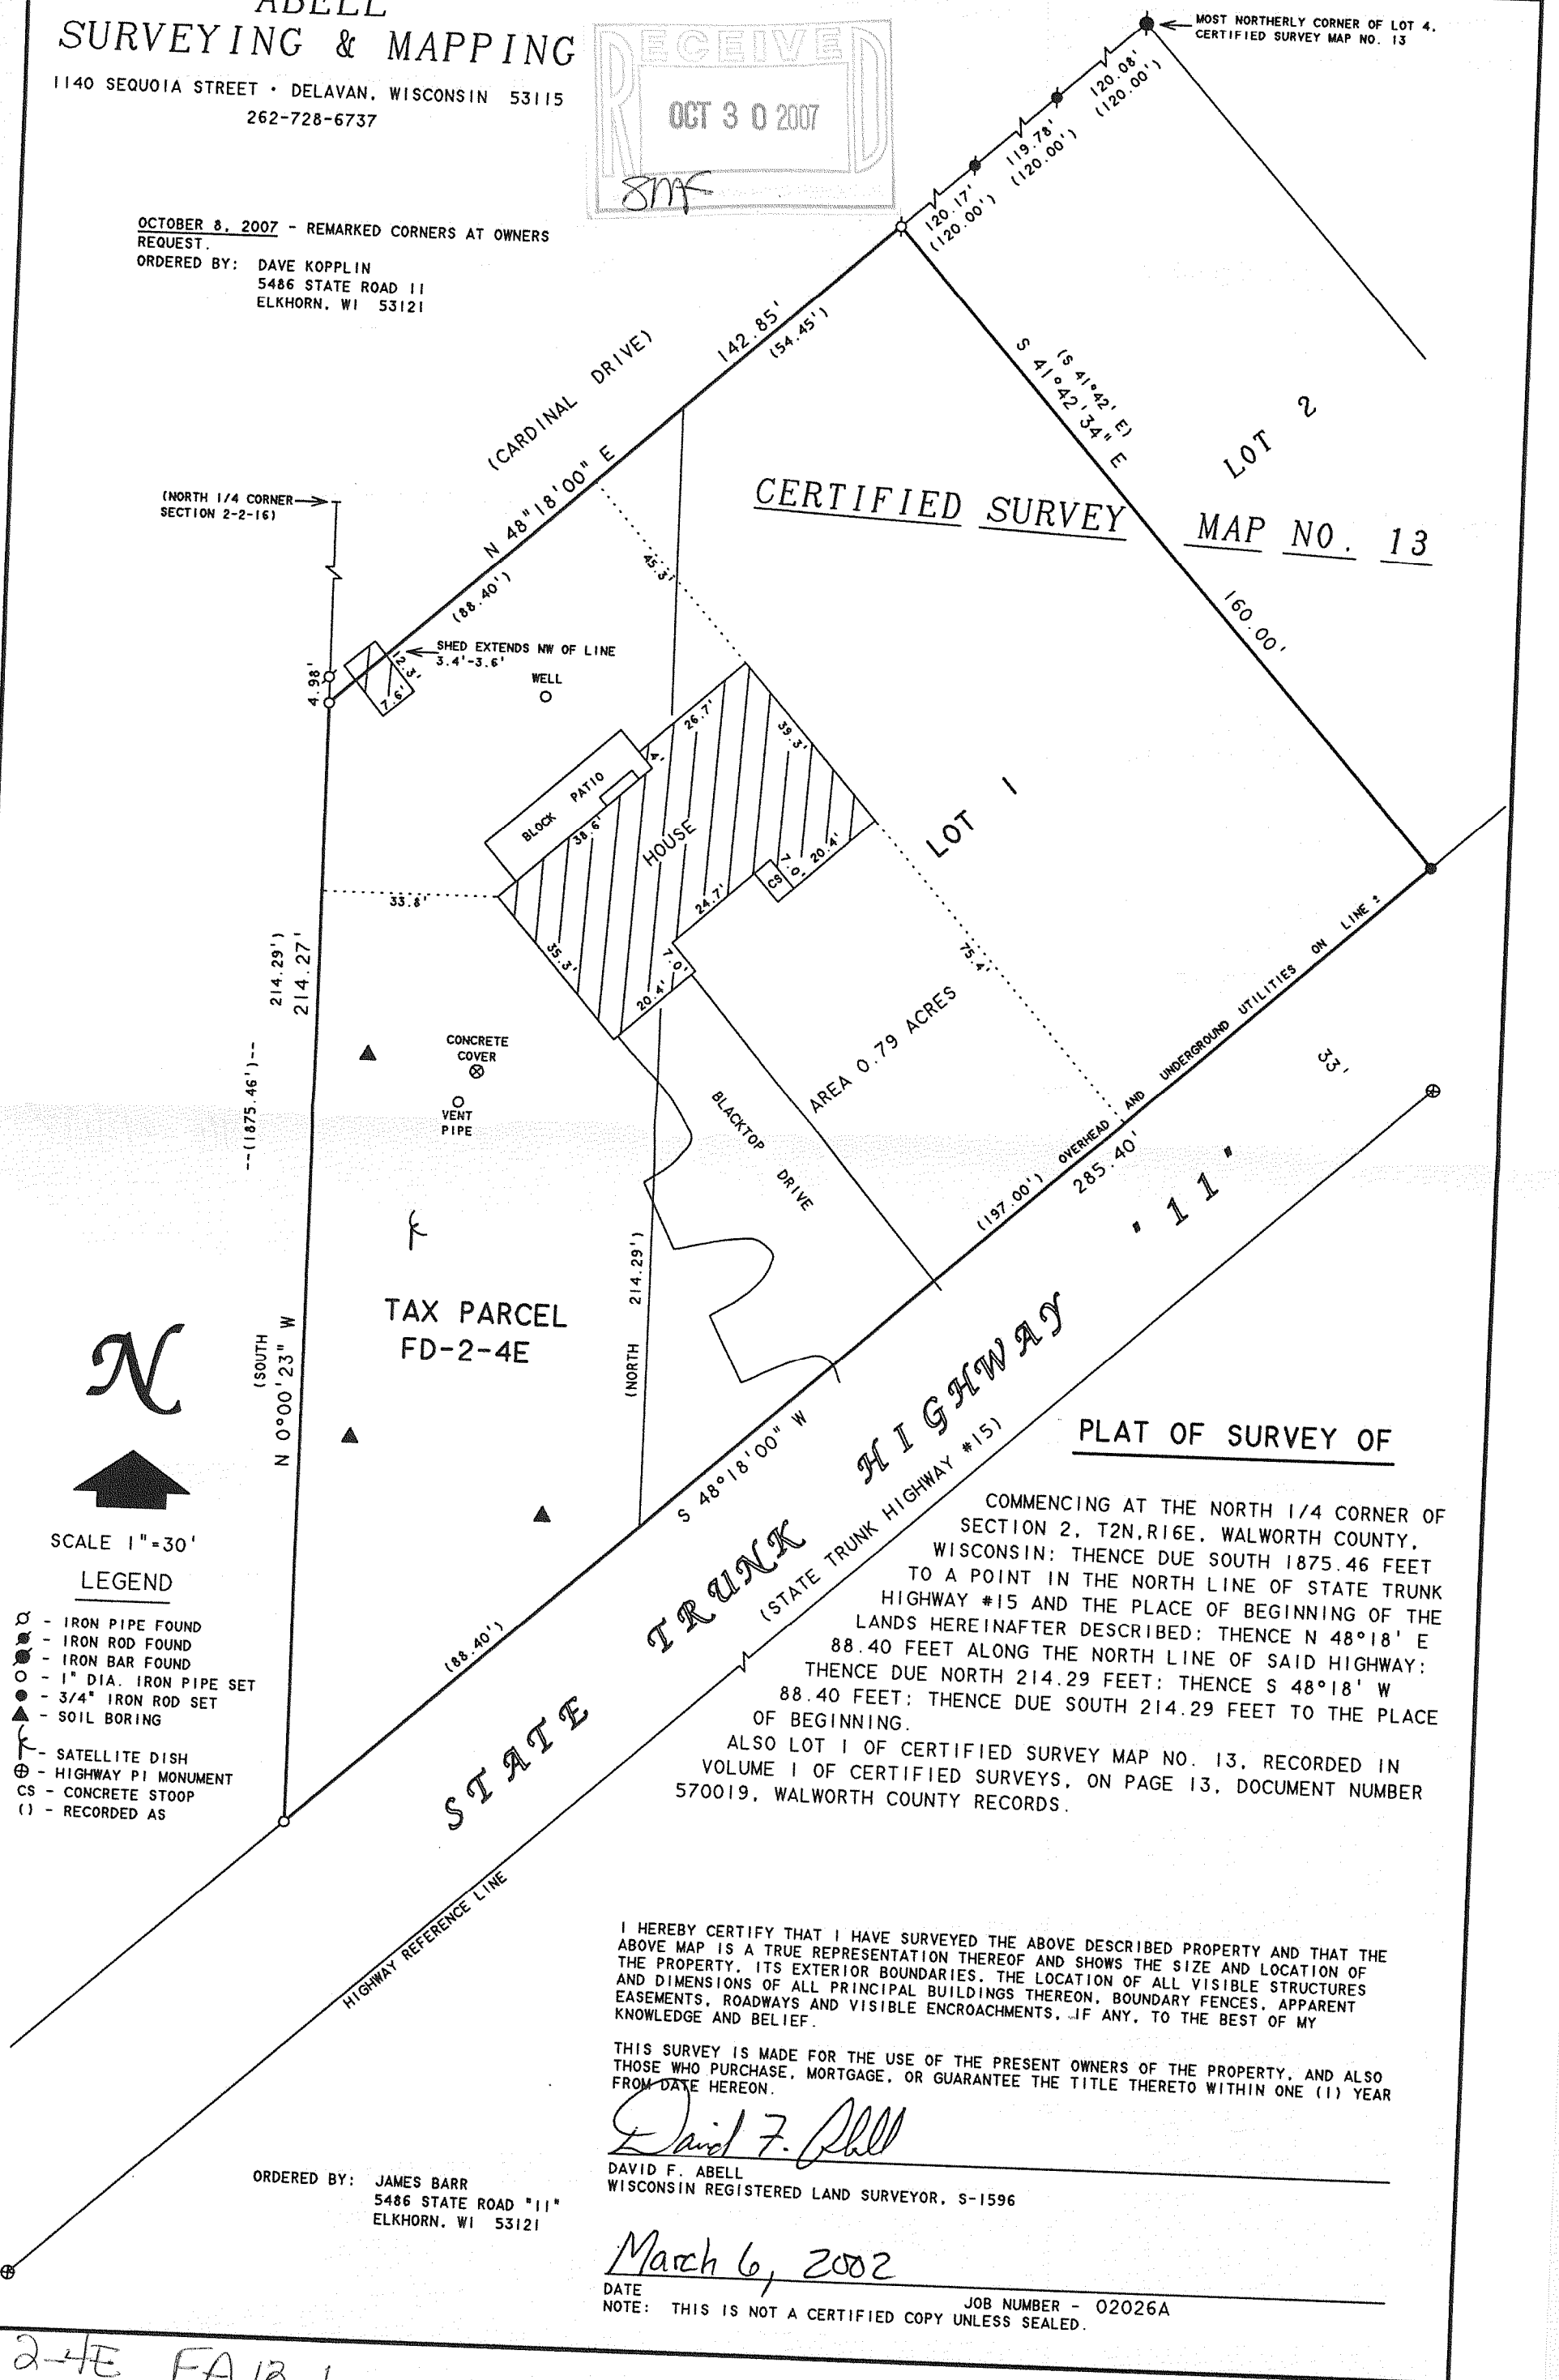 ABELL
SURVEYING & MAPPING
1140 SEQUOIA STREET • DELAVAN, WISCONSIN 53115
262-728-6737
RECEIVED
OCT 30 2007
SMF
OCTOBER 8, 2007 - REMARKED CORNERS AT OWNERS
REQUEST.
ORDERED BY: DAVE KOPPLIN
5486 STATE ROAD 11
ELKHORN, WI 53121
MOST NORTHERLY CORNER OF LOT 4,
CERTIFIED SURVEY MAP NO. 13
120.08'
(120.00')
119.78'
(120.00')
120.17'
(120.00')
142.85'
(54.45')
(CARDINAL DRIVE)
N 48"18'00" E
(88.40')
(S 41°42' E)
S 41°42'34" E
160.00'
LOT 2
CERTIFIED SURVEY MAP NO. 13
(NORTH 1/4 CORNER
SECTION 2-2-16)
4.98'
SHED EXTENDS NW OF LINE
3.4'-3.6'
12.3'
7.6'
WELL
45.3'
26.7'
39.3'
4'
BLOCK PATIO
38.6'
HOUSE
CS
7.0'
20.4'
24.7'
7.0'
20.4'
35.3'
33.8'
75.4'
LOT 1
AREA 0.79 ACRES
214.29')
214.27'
--(1875.46')--
(SOUTH
N 0°00'23" W
CONCRETE
COVER
VENT
PIPE
BLACKTOP DRIVE
(NORTH 214.29')
TAX PARCEL
FD-2-4E
OVERHEAD AND UNDERGROUND UTILITIES ON LINE ±
(197.00')
285.40'
33'
S 48°18'00" W
(88.40')
STATE TRUNK HIGHWAY "11"
(STATE TRUNK HIGHWAY #15)
HIGHWAY REFERENCE LINE
N
SCALE 1"=30'
LEGEND
- IRON PIPE FOUND
- IRON ROD FOUND
- IRON BAR FOUND
- 1" DIA. IRON PIPE SET
- 3/4" IRON ROD SET
- SOIL BORING
- SATELLITE DISH
- HIGHWAY PI MONUMENT
CS - CONCRETE STOOP
() - RECORDED AS
PLAT OF SURVEY OF
COMMENCING AT THE NORTH 1/4 CORNER OF
SECTION 2, T2N,R16E, WALWORTH COUNTY,
WISCONSIN; THENCE DUE SOUTH 1875.46 FEET
TO A POINT IN THE NORTH LINE OF STATE TRUNK
HIGHWAY #15 AND THE PLACE OF BEGINNING OF THE
LANDS HEREINAFTER DESCRIBED; THENCE N 48°18' E
88.40 FEET ALONG THE NORTH LINE OF SAID HIGHWAY;
THENCE DUE NORTH 214.29 FEET; THENCE S 48°18' W
88.40 FEET; THENCE DUE SOUTH 214.29 FEET TO THE PLACE
OF BEGINNING.
ALSO LOT 1 OF CERTIFIED SURVEY MAP NO. 13, RECORDED IN
VOLUME 1 OF CERTIFIED SURVEYS, ON PAGE 13, DOCUMENT NUMBER
570019, WALWORTH COUNTY RECORDS.
I HEREBY CERTIFY THAT I HAVE SURVEYED THE ABOVE DESCRIBED PROPERTY AND THAT THE
ABOVE MAP IS A TRUE REPRESENTATION THEREOF AND SHOWS THE SIZE AND LOCATION OF
THE PROPERTY, ITS EXTERIOR BOUNDARIES, THE LOCATION OF ALL VISIBLE STRUCTURES
AND DIMENSIONS OF ALL PRINCIPAL BUILDINGS THEREON, BOUNDARY FENCES, APPARENT
EASEMENTS, ROADWAYS AND VISIBLE ENCROACHMENTS, IF ANY, TO THE BEST OF MY
KNOWLEDGE AND BELIEF.
THIS SURVEY IS MADE FOR THE USE OF THE PRESENT OWNERS OF THE PROPERTY, AND ALSO
THOSE WHO PURCHASE, MORTGAGE, OR GUARANTEE THE TITLE THERETO WITHIN ONE (1) YEAR
FROM DATE HEREON.
David F. Abell
DAVID F. ABELL
WISCONSIN REGISTERED LAND SURVEYOR, S-1596
ORDERED BY: JAMES BARR
5486 STATE ROAD "11"
ELKHORN, WI 53121
March 6, 2002
DATE
JOB NUMBER - 02026A
NOTE: THIS IS NOT A CERTIFIED COPY UNLESS SEALED.
2-4E